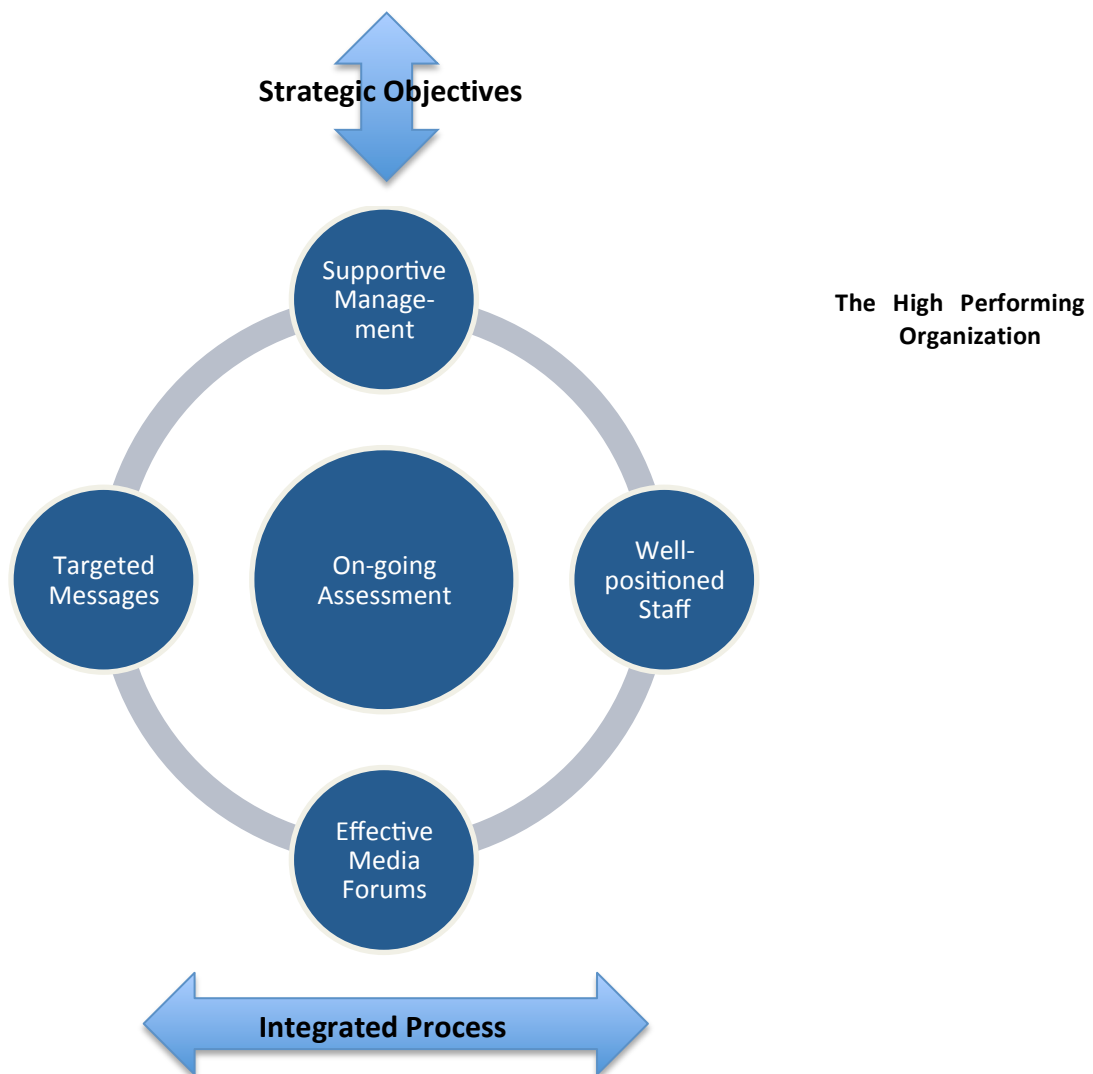 Strategic Objectives
Supportive
Manage-
ment
The High Performing
Organization
Targeted
Messages
On-going
Assessment
Well-
positioned
Staff
Effective
Media
Forums
Integrated Process